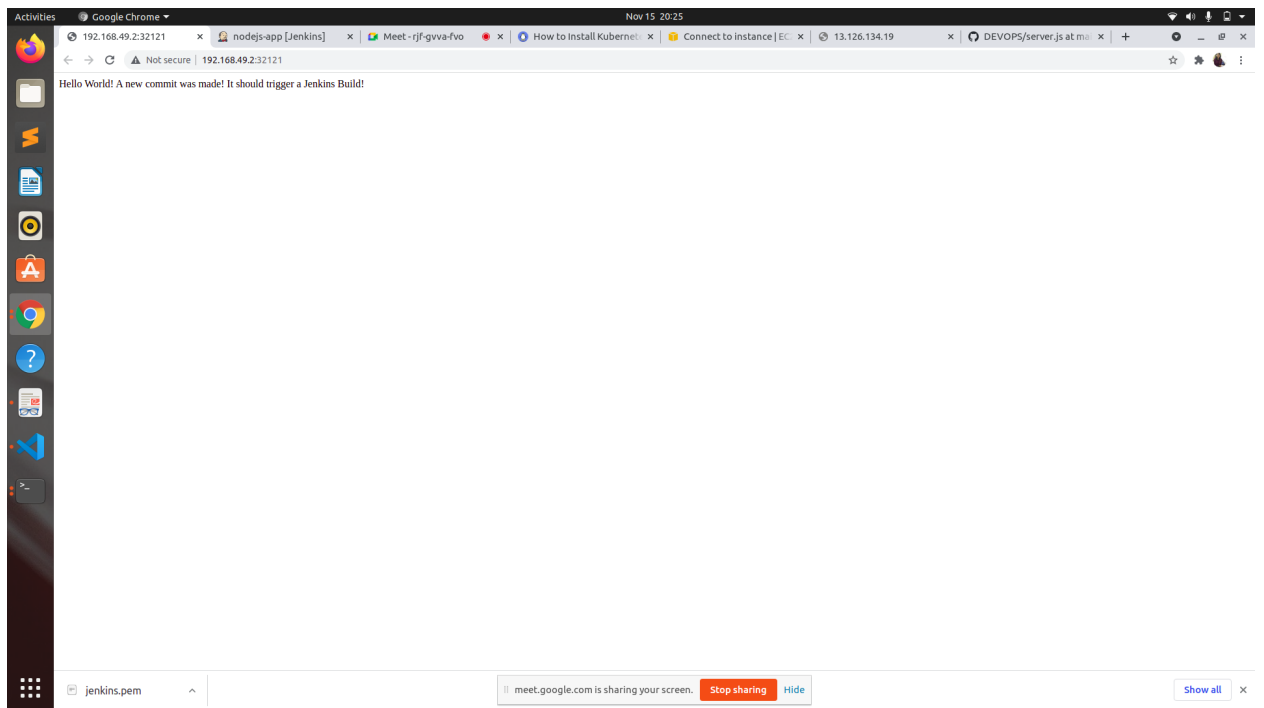 Activities Google Chrome Nov 15 20:25
192.168.49.2:32121 nodejs-app [Jenkins] Meet - rjf-gvva-fvo How to Install Kubernet Connect to instance | EC 13.126.134.19 DEVOPS/server.js at ma
Not secure 192.168.49.2:32121
Hello World! A new commit was made! It should trigger a Jenkins Build!
jenkins.pem meet.google.com is sharing your screen. Stop sharing Hide Show all